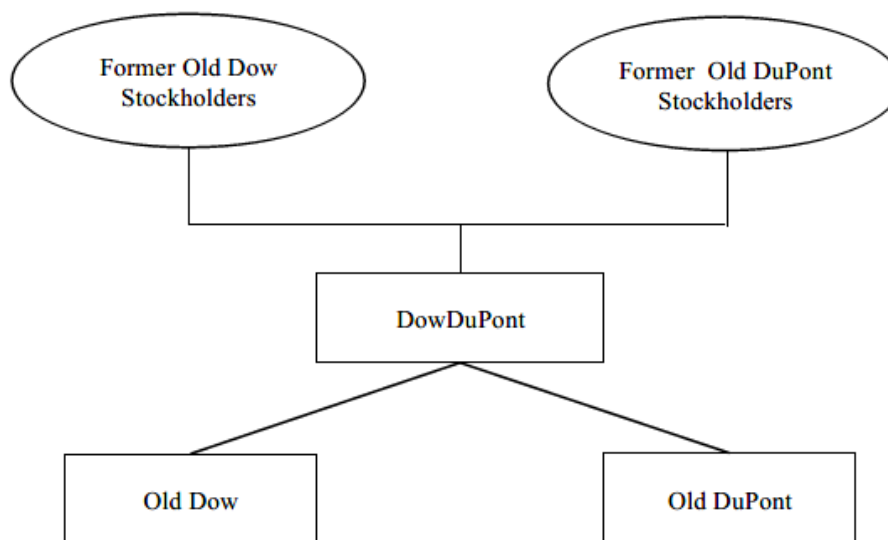 Former Old Dow
Stockholders
Former Old DuPont
Stockholders
DowDuPont
Old Dow
Old DuPont